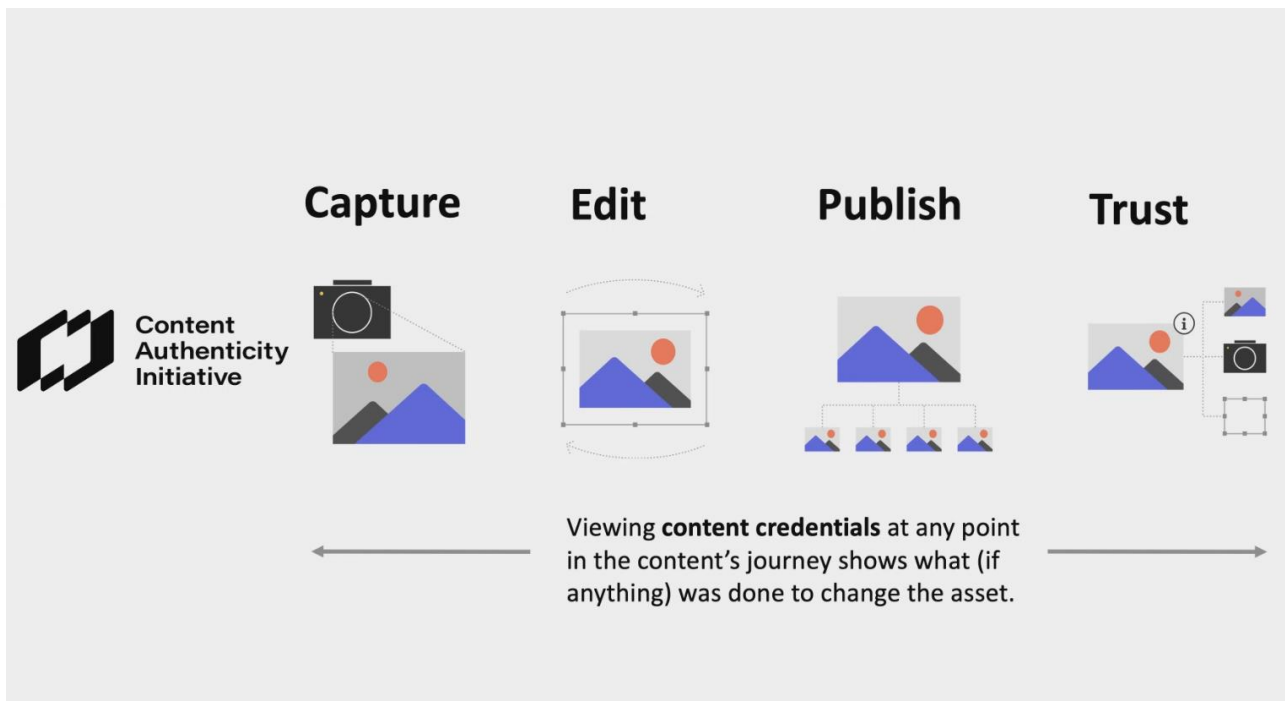 Capture
Edit
Publish
Trust
Content
Authenticity
Initiative
i
Viewing content credentials at any point
in the content’s journey shows what (if
anything) was done to change the asset.